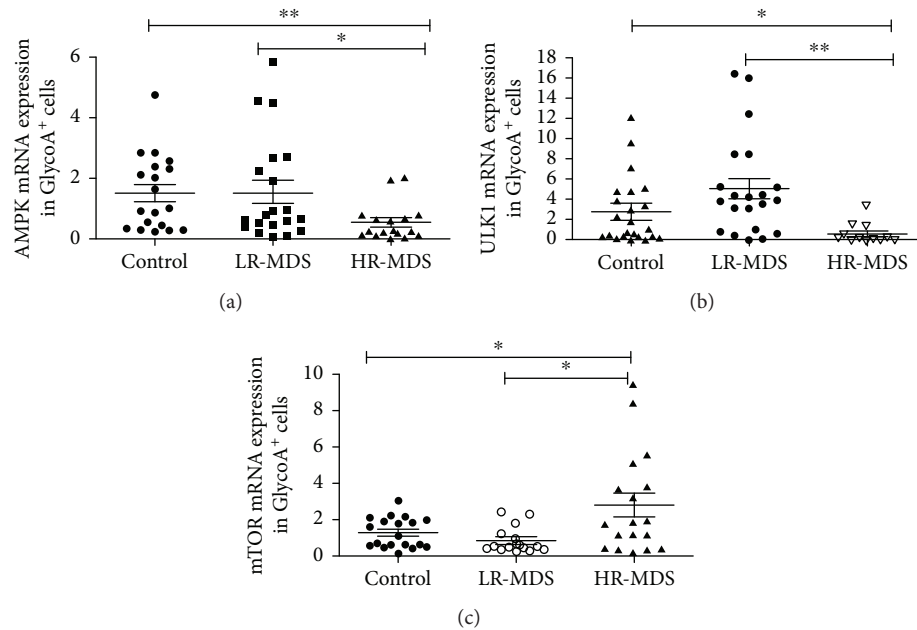 **
*
AMPK mRNA expression
in GlycoA+ cells
6
4
2
0
Control LR-MDS HR-MDS
(a)
*
**
ULK1 mRNA expression
in GlycoA+ cells
18
16
14
12
10
8
6
4
2
0
Control LR-MDS HR-MDS
(b)
*
*
mTOR mRNA expression
in GlycoA+ cells
10
8
6
4
2
0
Control LR-MDS HR-MDS
(c)